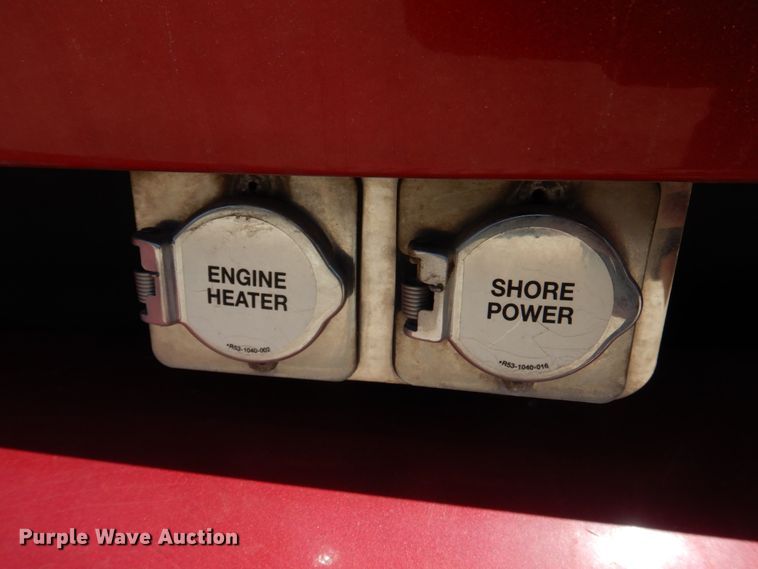 ENGINE
HEATER
*R53-1040-002
SHORE
POWER
*R53-1040-016
Purple Wave Auction